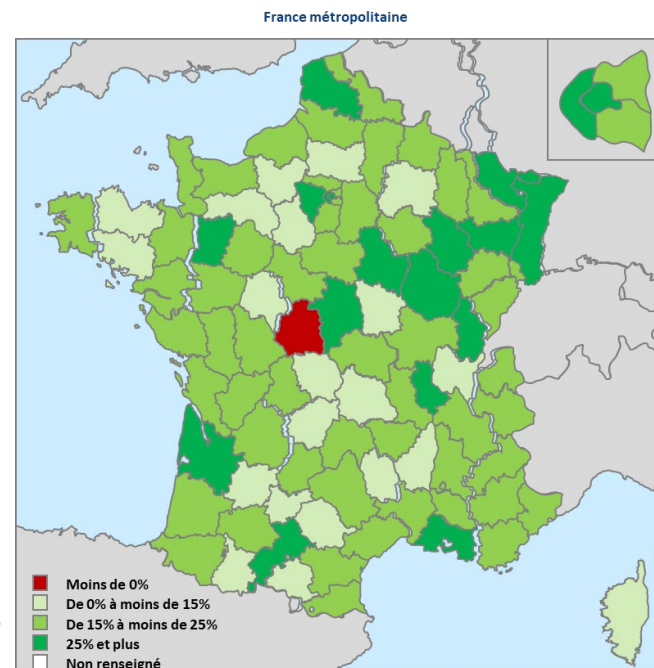 France métropolitaine
Moins de 0%
De 0% à moins de 15%
De 15% à moins de 25%
25% et plus
Non renseigné